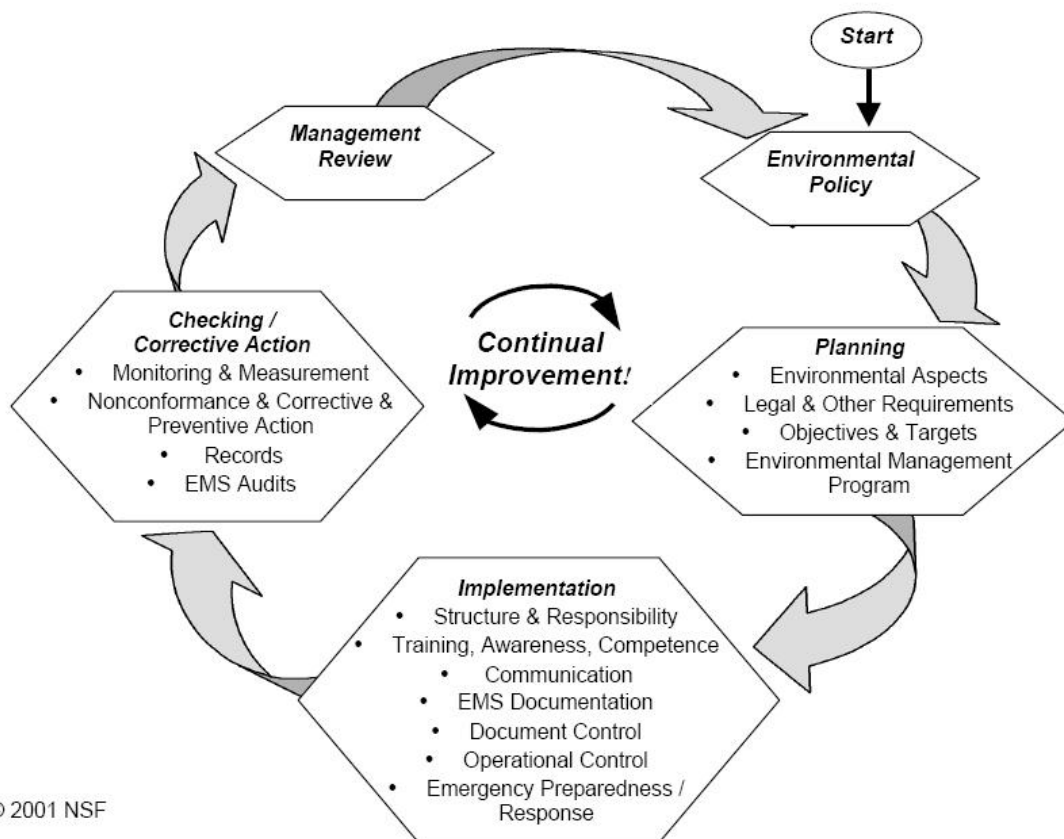 Start
Environmental
Policy
Planning
• Environmental Aspects
• Legal & Other Requirements
• Objectives & Targets
• Environmental Management
Program
Implementation
• Structure & Responsibility
• Training, Awareness, Competence
• Communication
• EMS Documentation
• Document Control
• Operational Control
• Emergency Preparedness /
Response
Checking /
Corrective Action
• Monitoring & Measurement
• Nonconformance & Corrective &
Preventive Action
• Records
• EMS Audits
Management
Review
Continual
Improvement!
© 2001 NSF